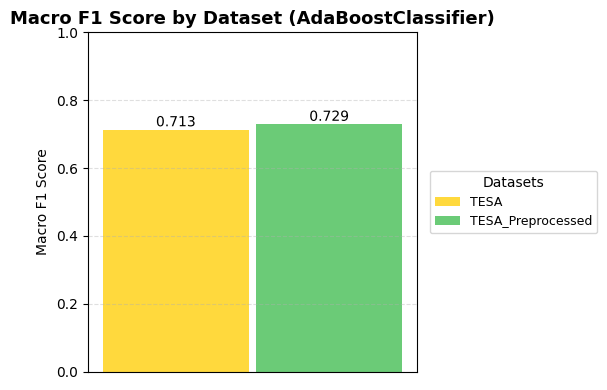 Macro F1 Score by Dataset (AdaBoostClassifier)
1.0
0.8
0.6
0.4
0.2
0.0
Macro F1 Score
0.713
0.729
Datasets
TESA
TESA_Preprocessed